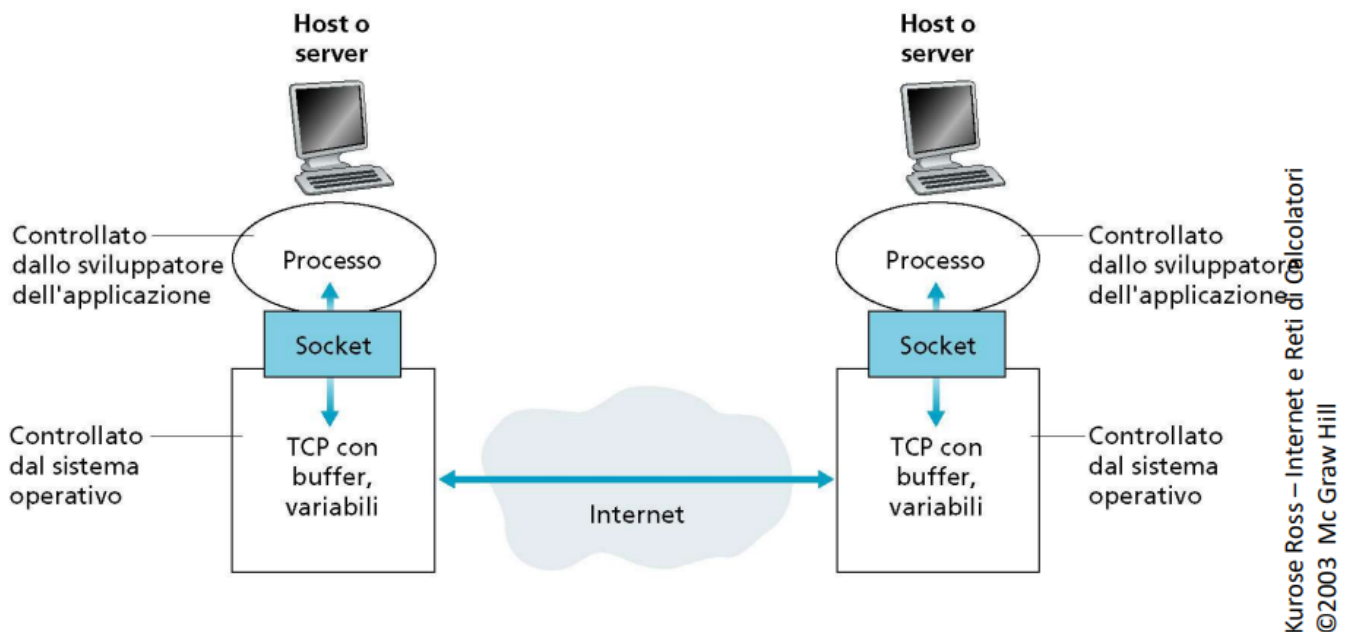 Host o
server
Host o
server
Controllato
dallo sviluppatore
dell'applicazione
Processo
Processo
Controllato
dallo sviluppatore
dell'applicazione
Socket
Socket
Controllato
dal sistema
operativo
TCP con
buffer,
variabili
Internet
TCP con
buffer,
variabili
Controllato
dal sistema
operativo
Kurose Ross – Internet e Reti di Calcolatori
©2003 Mc Graw Hill